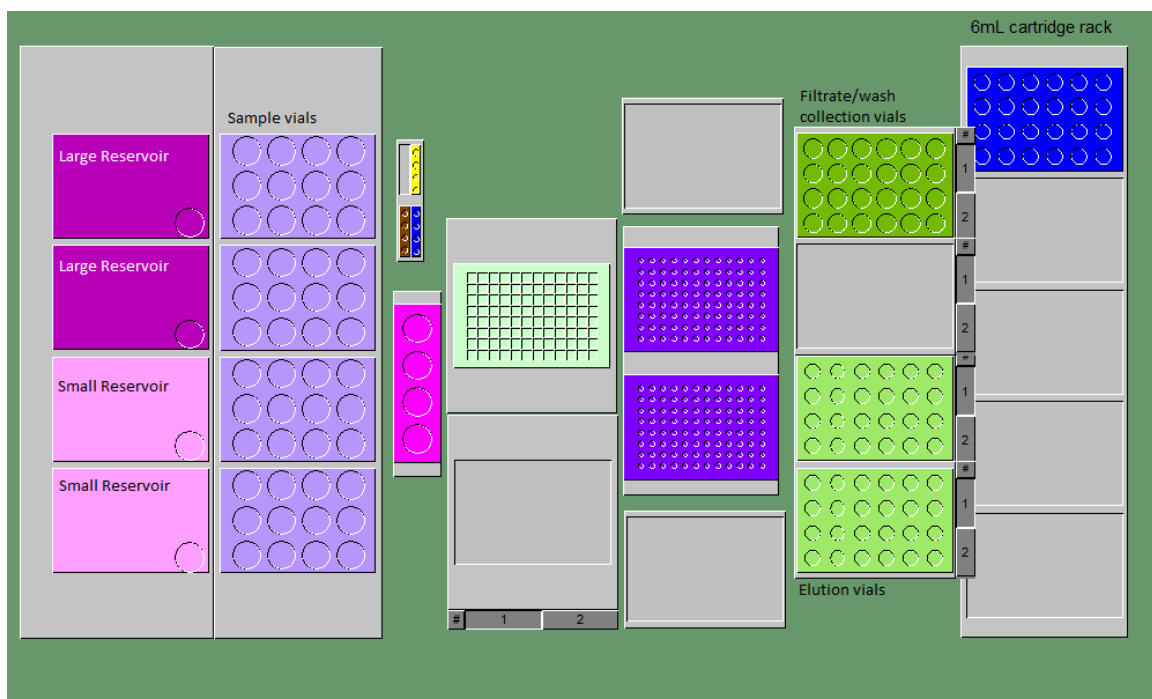 6mL cartridge rack
Filtrate/wash
collection vials
Sample vials
#
Large Reservoir
1
2
#
Large Reservoir
1
2
#
Small Reservoir
1
2
#
Small Reservoir
1
2
Elution vials
# 1 2